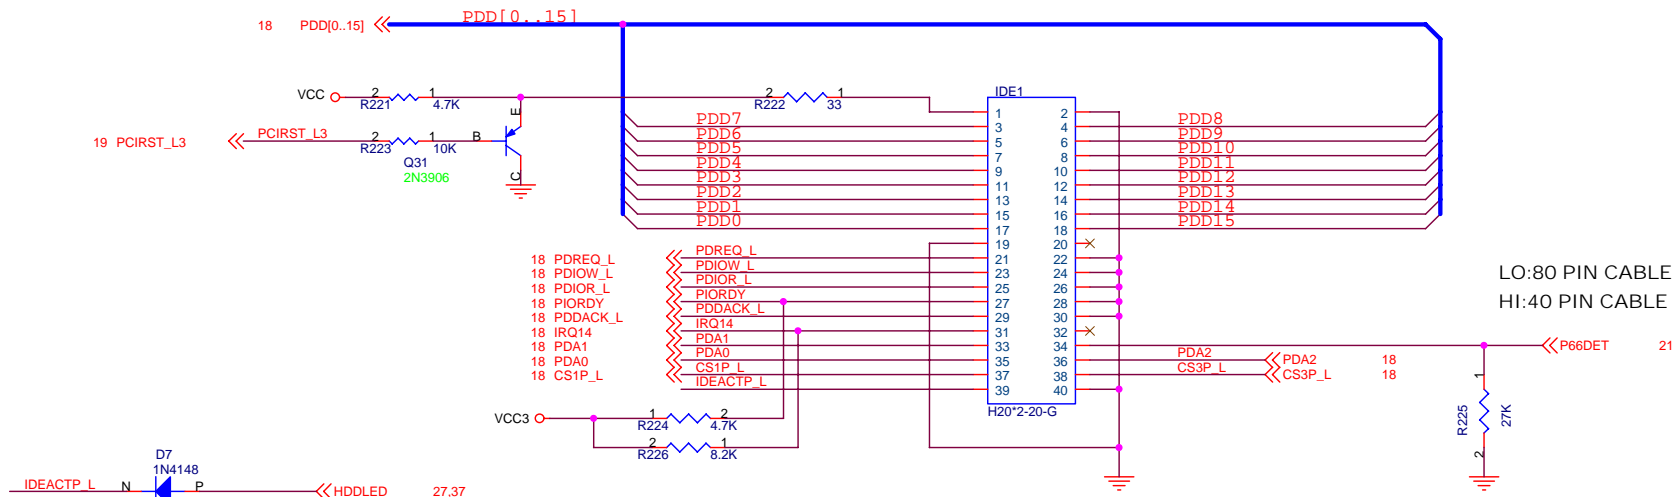 18 PDD[0..15] PDD[0..15]
VCC 2 1 R221 4.7K
E
2 1 R222 33
IDE1
19 PCIRST_L3 PCIRST_L3 2 1 R223 10K B
Q31
2N3906
C
PDD7 1 2 PDD8
PDD6 3 4 PDD9
PDD5 5 6 PDD10
PDD4 7 8 PDD11
PDD3 9 10 PDD12
PDD2 11 12 PDD13
PDD1 13 14 PDD14
PDD0 15 16 PDD15
17 18
19 20
18 PDREQ_L PDREQ_L 21 22
18 PDIOW_L PDIOW_L 23 24
18 PDIOR_L PDIOR_L 25 26
18 PIORDY PIORDY 27 28
18 PDDACK_L PDDACK_L 29 30
18 IRQ14 IRQ14 31 32
18 PDA1 PDA1 33 34
18 PDA0 PDA0 35 36 PDA2 PDA2 18
18 CS1P_L CS1P_L 37 38 CS3P_L CS3P_L 18
IDEACTP_L 39 40
H20*2-20-G
LO:80 PIN CABLE
HI:40 PIN CABLE
P66DET 21
1 R225 27K 2
VCC3 1 2 R224 4.7K
2 1 R226 8.2K
D7
1N4148
IDEACTP_L N P HDDLED 27,37